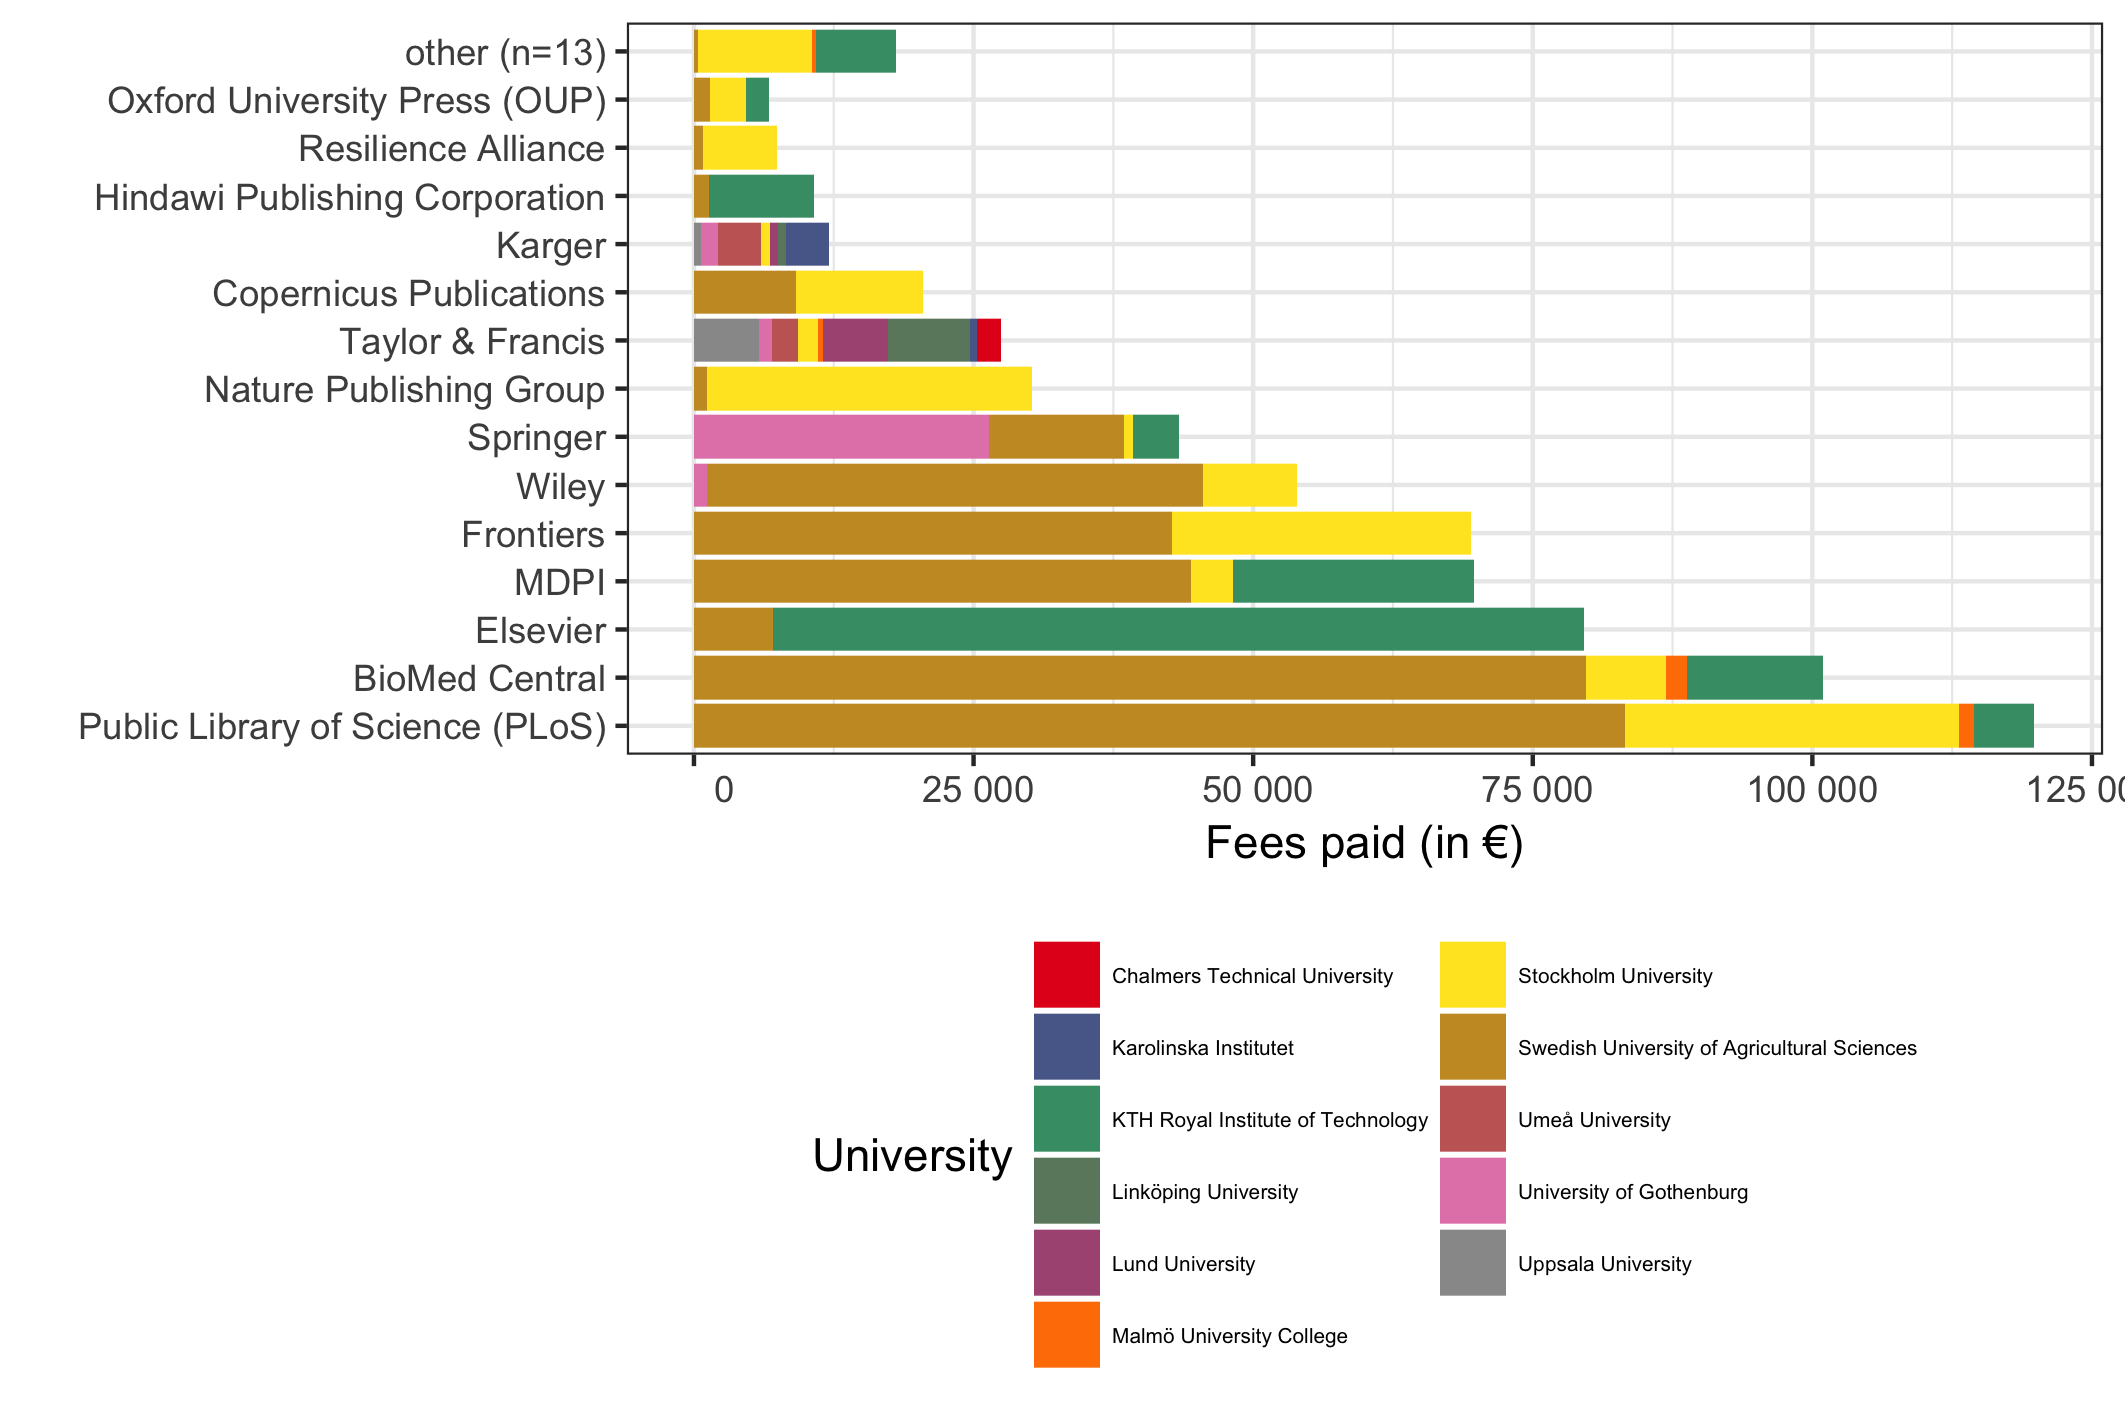 other (n=13)
Oxford University Press (OUP)
Resilience Alliance
Hindawi Publishing Corporation
Karger
Copernicus Publications
Taylor & Francis
Nature Publishing Group
Springer
Wiley
Frontiers
MDPI
Elsevier
BioMed Central
Public Library of Science (PLoS)
0 25 000 50 000 75 000 100 000 125 00
Fees paid (in €)
University
Chalmers Technical University
Karolinska Institutet
KTH Royal Institute of Technology
Linköping University
Lund University
Malmö University College
Stockholm University
Swedish University of Agricultural Sciences
Umeå University
University of Gothenburg
Uppsala University